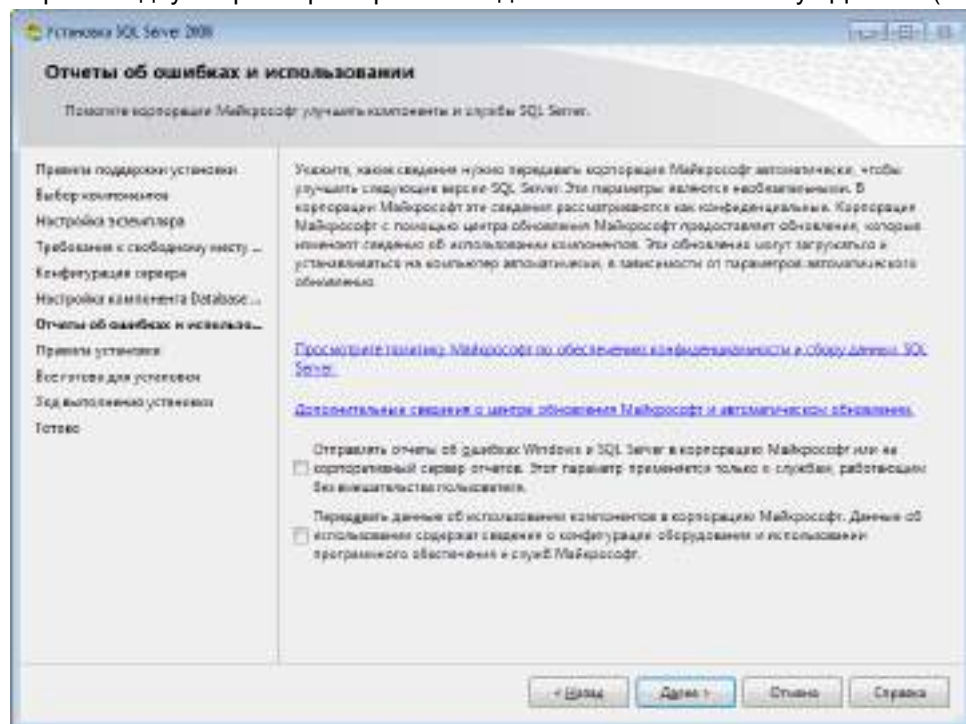 Установка SQL Server 2008
Отчеты об ошибках и использовании
Помогите корпорации Майкрософт улучшить компоненты и службы SQL Server.
Правила поддержки установки
Выбор компонентов
Настройка экземпляра
Требования к свободному месту ...
Конфигурация сервера
Настройка компонента Database ...
Отчеты об ошибках и использо...
Правила установки
Все готово для установки
Ход выполнения установки
Готово
Укажите, какие сведения нужно передавать корпорации Майкрософт автоматически, чтобы
улучшить следующие версии SQL Server. Эти параметры являются необязательными. В
корпорации Майкрософт эти сведения рассматриваются как конфиденциальные. Корпорация
Майкрософт с помощью центра обновления Майкрософт предоставляет обновления, которые
изменяют сведения об использовании компонентов. Эти обновления могут загружаться и
устанавливаться на компьютер автоматически, в зависимости от параметров автоматического
обновления.
Просмотрите политику Майкрософт по обеспечению конфиденциальности и сбору данных SQL
Server.
Дополнительные сведения о центре обновления Майкрософт и автоматическом обновлении.
Отправлять отчеты об ошибках Windows и SQL Server в корпорацию Майкрософт или на
корпоративный сервер отчетов. Этот параметр применяется только к службам, работающим
без вмешательства пользователя.
Передавать данные об использовании компонентов в корпорацию Майкрософт. Данные об
использовании содержат сведения о конфигурации оборудования и использовании
программного обеспечения и служб Майкрософт.
< Назад
Далее >
Отмена
Справка